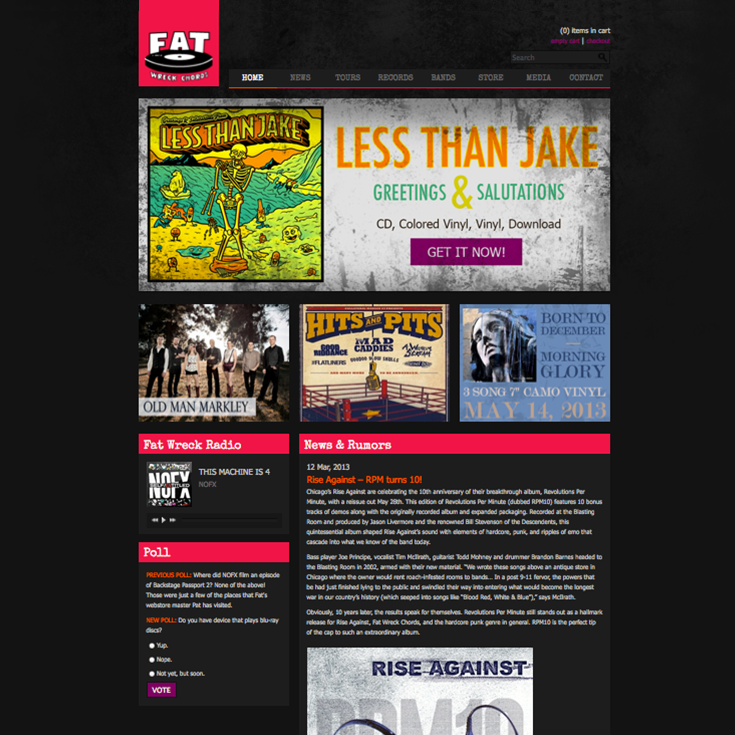 FAT
WRECK CHORDS
(0) items in cart
empty cart | checkout
Search
HOME NEWS TOURS RECORDS BANDS STORE MEDIA CONTACT
LESS THAN JAKE
LESS THAN JAKE
GREETINGS & SALUTATIONS
CD, Colored Vinyl, Vinyl, Download
GET IT NOW!
OLD MAN MARKLEY
HITS AND PITS
GOOD RIDDANCE
MAD CADDIES
A WILHELM SCREAM
#FLATLINERS
VOODOO GLOW SKULLS
BORN TO
DECEMBER
MORNING
GLORY
3 SONG 7" CAMO VINYL
MAY 14, 2013
Fat Wreck Radio
NOFX
THIS MACHINE IS 4
NOFX
Poll
PREVIOUS POLL: Where did NOFX film an episode
of Backstage Passport 2? None of the above!
Those were just a few of the places that Fat's
webstore master Pat has visited.
NEW POLL: Do you have device that plays blu-ray
discs?
Yup.
Nope.
Not yet, but soon.
VOTE
News & Rumors
12 Mar, 2013
Rise Against – RPM turns 10!
Chicago's Rise Against are celebrating the 10th anniversary of their breakthrough album, Revolutions Per
Minute, with a reissue out May 28th. This edition of Revolutions Per Minute (dubbed RPM10) features 10 bonus
tracks of demos along with the originally recorded album and expanded packaging. Recorded at the Blasting
Room and produced by Jason Livermore and the renowned Bill Stevenson of the Descendents, this
quintessential album shaped Rise Against's sound with elements of hardcore, punk, and ripples of emo that
cascade into what we know of the band today.
Bass player Joe Principe, vocalist Tim McIlrath, guitarist Todd Mohney and drummer Brandon Barnes headed to
the Blasting Room in 2002, armed with their new material. "We wrote these songs above an antique store in
Chicago where the owner would rent roach-infested rooms to bands... In a post 9-11 fervor, the powers that
be had just finished lying to the public and swindled their way into entering what would become the longest
war in our country's history (which seeped into songs like "Blood Red, White & Blue")," says McIlrath.
Obviously, 10 years later, the results speak for themselves. Revolutions Per Minute still stands out as a hallmark
release for Rise Against, Fat Wreck Chords, and the hardcore punk genre in general. RPM10 is the perfect tip
of the cap to such an extraordinary album.
RISE AGAINST
RPM10